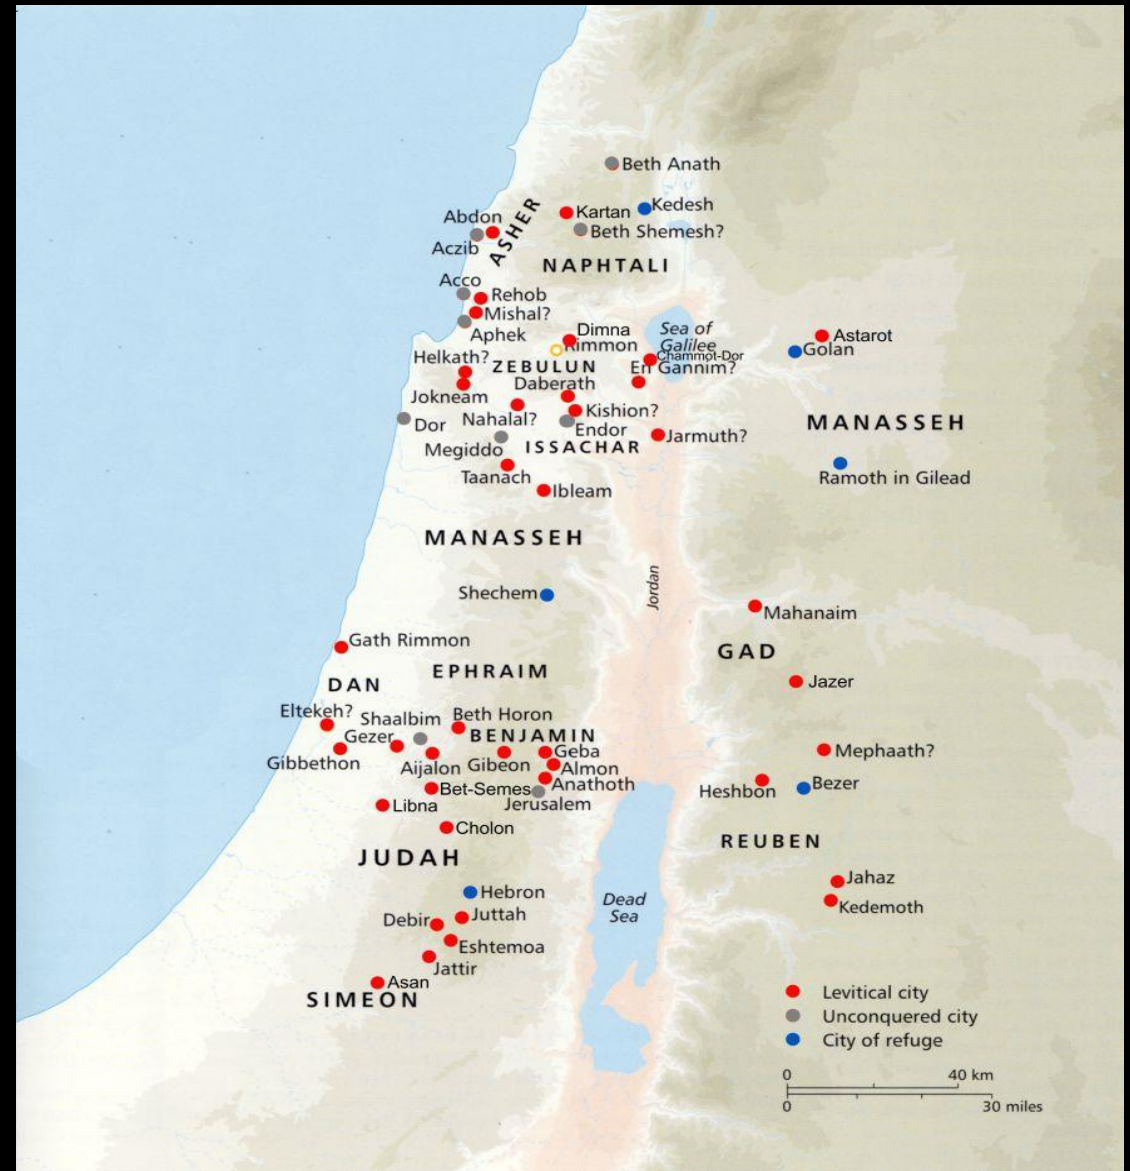 Beth Anath
Kartan
Kedesh
Beth Shemesh?
Abdon
Aczib
ASHER
NAPHTALI
Acco
Rehob
Mishal?
Aphek
Dimna
Rimmon
Sea of
Galilee
Chammot-Dor
En Gannim?
Astarot
Golan
Helkath?
ZEBULUN
Daberath
Jokneam
Nahalal?
Kishion?
Dor
Endor
Megiddo
ISSACHAR
Jarmuth?
MANASSEH
Taanach
Ibleam
Ramoth in Gilead
MANASSEH
Shechem
Jordan
Mahanaim
Gath Rimmon
GAD
EPHRAIM
DAN
Jazer
Eltekeh?
Shaalbim
Beth Horon
Gezer
BENJAMIN
Gibbethon
Aijalon
Gibeon
Geba
Almon
Mephaath?
Anathoth
Bet-Semes
Jerusalem
Heshbon
Bezer
Libna
Cholon
REUBEN
JUDAH
Jahaz
Hebron
Dead
Sea
Kedemoth
Debir
Juttah
Eshtemoa
Jattir
Asan
SIMEON
Levitical city
Unconquered city
City of refuge
0 40 km
0 30 miles